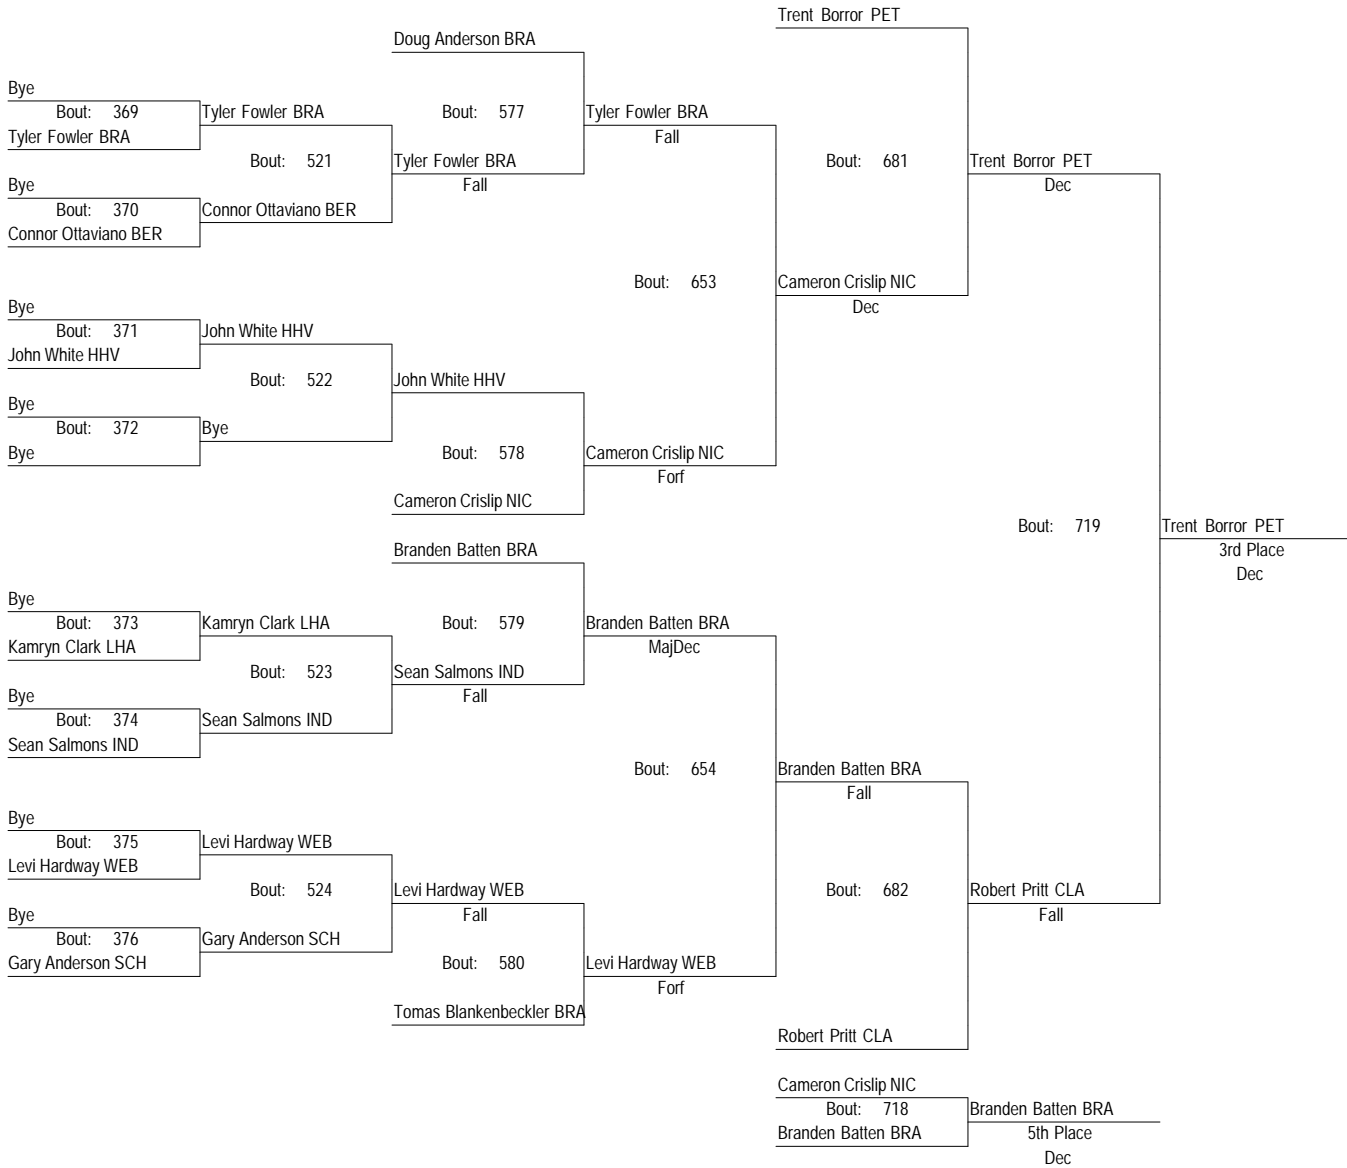 Trent Borror PET
Doug Anderson BRA
Bye
Bout: 369
Tyler Fowler BRA
Tyler Fowler BRA
Bout: 577
Tyler Fowler BRA
Fall
Bout: 521
Tyler Fowler BRA
Fall
Bout: 681
Trent Borror PET
Dec
Bye
Bout: 370
Connor Ottaviano BER
Connor Ottaviano BER
Bout: 653
Cameron Crislip NIC
Dec
Bye
Bout: 371
John White HHV
John White HHV
Bout: 522
John White HHV
Bye
Bout: 372
Bye
Bye
Bout: 578
Cameron Crislip NIC
Forf
Cameron Crislip NIC
Bout: 719
Trent Borror PET
3rd Place
Dec
Branden Batten BRA
Bye
Bout: 373
Kamryn Clark LHA
Kamryn Clark LHA
Bout: 579
Branden Batten BRA
MajDec
Bout: 523
Sean Salmons IND
Fall
Bye
Bout: 374
Sean Salmons IND
Sean Salmons IND
Bout: 654
Branden Batten BRA
Fall
Bye
Bout: 375
Levi Hardway WEB
Levi Hardway WEB
Bout: 524
Levi Hardway WEB
Fall
Bout: 682
Robert Pritt CLA
Fall
Bye
Bout: 376
Gary Anderson SCH
Gary Anderson SCH
Bout: 580
Levi Hardway WEB
Forf
Tomas Blankenbeckler BRA
Robert Pritt CLA
Cameron Crislip NIC
Bout: 718
Branden Batten BRA
Branden Batten BRA
5th Place
Dec